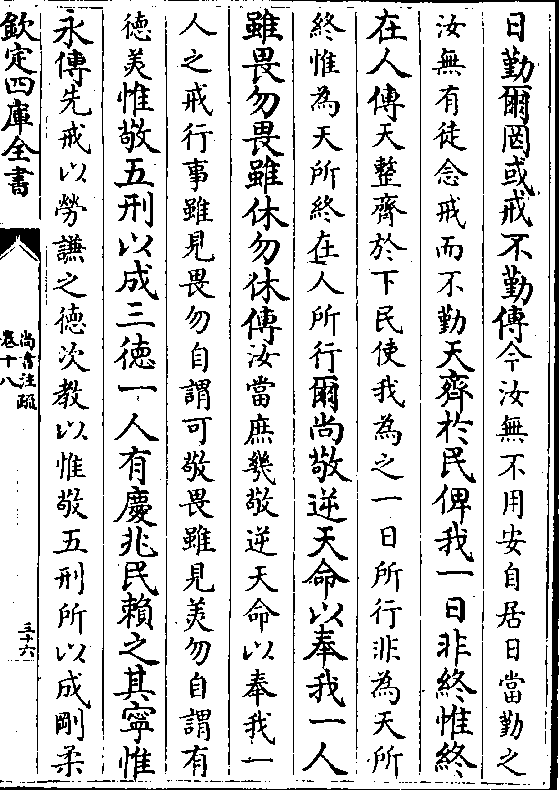 日勤爾罔或戒不勤傳今汝無不用安自居日當勤之
汝無有徒念戒而不勤天齊於民俾我一日非終惟終
在人傳天整齊於下民使我為之一日所行非為天所
終惟為天所終在人所行爾尚敬逆天命以奉我一人
雖畏勿畏雖休勿休傳汝當庶幾敬逆天命以奉我一
人之戒行事雖見畏勿自謂可敬畏雖見美勿自謂有
德美惟敬五刑以成三徳一人有慶兆民賴之其寧惟
永傳先戒以勞謙之徳次教以惟敬五刑所以成剛柔
欽定四庫全書
尚書注疏
卷十八
三十六